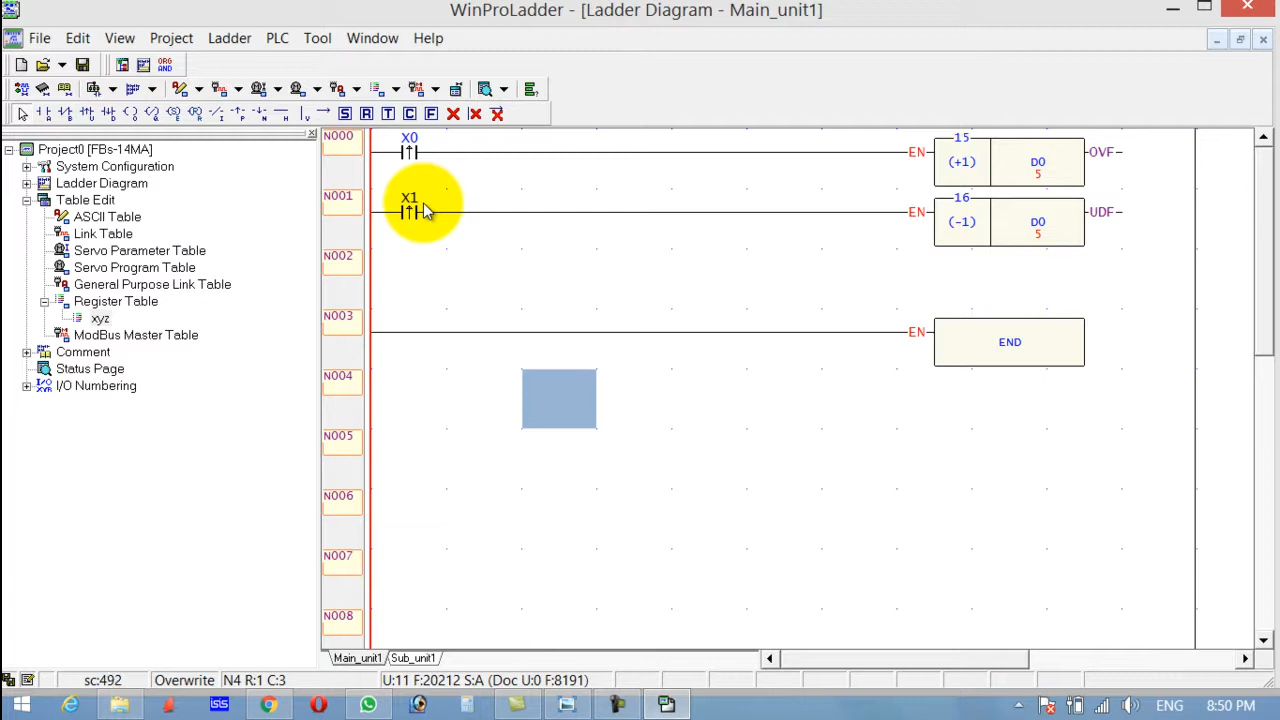 WinProLadder - [Ladder Diagram - Main_unit1]
File Edit View Project Ladder PLC Tool Window Help
ORG
AND
S R T C F
Project0 [FBs-14MA]
System Configuration
Ladder Diagram
Table Edit
ASCII Table
Link Table
Servo Parameter Table
Servo Program Table
General Purpose Link Table
Register Table
xyz
ModBus Master Table
Comment
Status Page
I/O Numbering
N000 X0 EN 15 (+1) D0 5 OVF
N001 X1 EN 16 (-1) D0 5 UDF
N002
N003 EN END
N004
N005
N006
N007
N008
Main_unit1 Sub_unit1
sc:492 Overwrite N4 R:1 C:3 U:11 F:20212 S:A (Doc U:0 F:8191)
ISIS ENG 8:50 PM